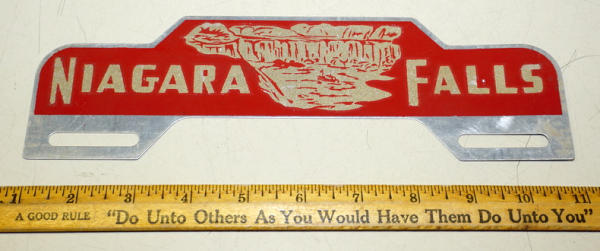 NIAGARA FALLS
1 2 3 4 5 6 7 8 9 10 11
A GOOD RULE "Do Unto Others As You Would Have Them Do Unto You"